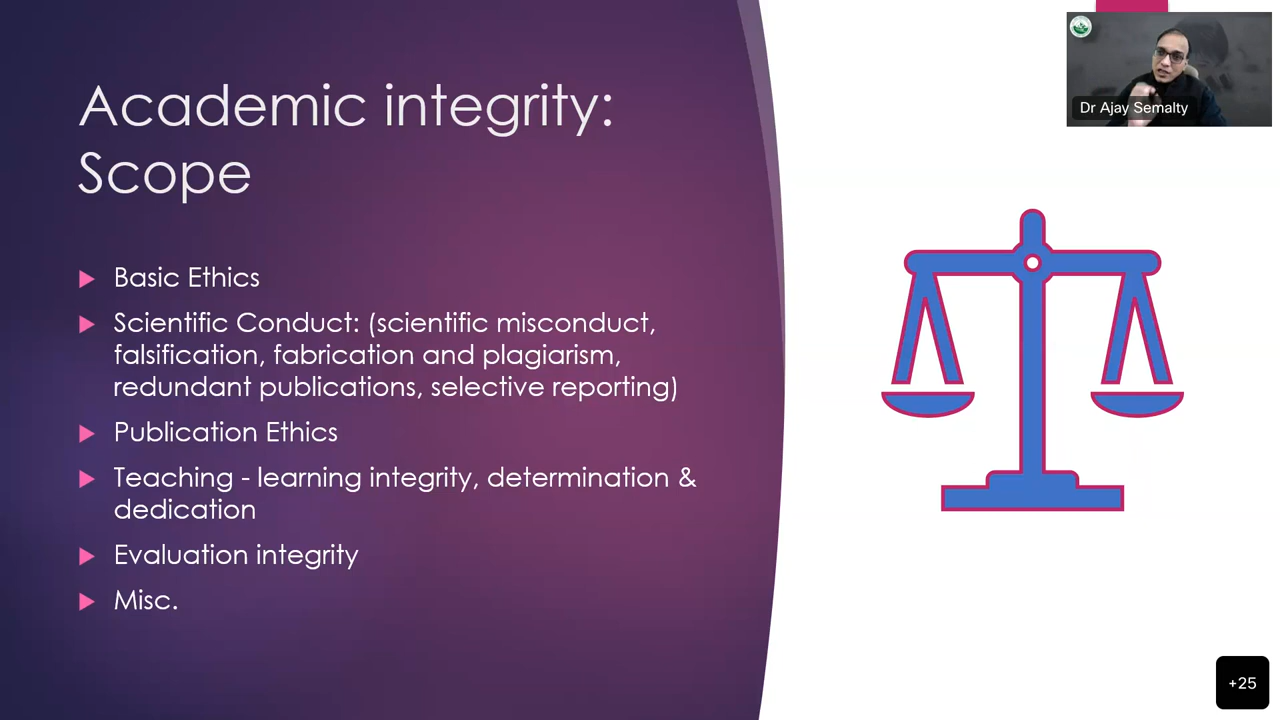 Academic integrity:
Scope
Basic Ethics
Scientific Conduct: (scientific misconduct,
falsification, fabrication and plagiarism,
redundant publications, selective reporting)
Publication Ethics
Teaching - learning integrity, determination &
dedication
Evaluation integrity
Misc.
Dr Ajay Semalty
+25